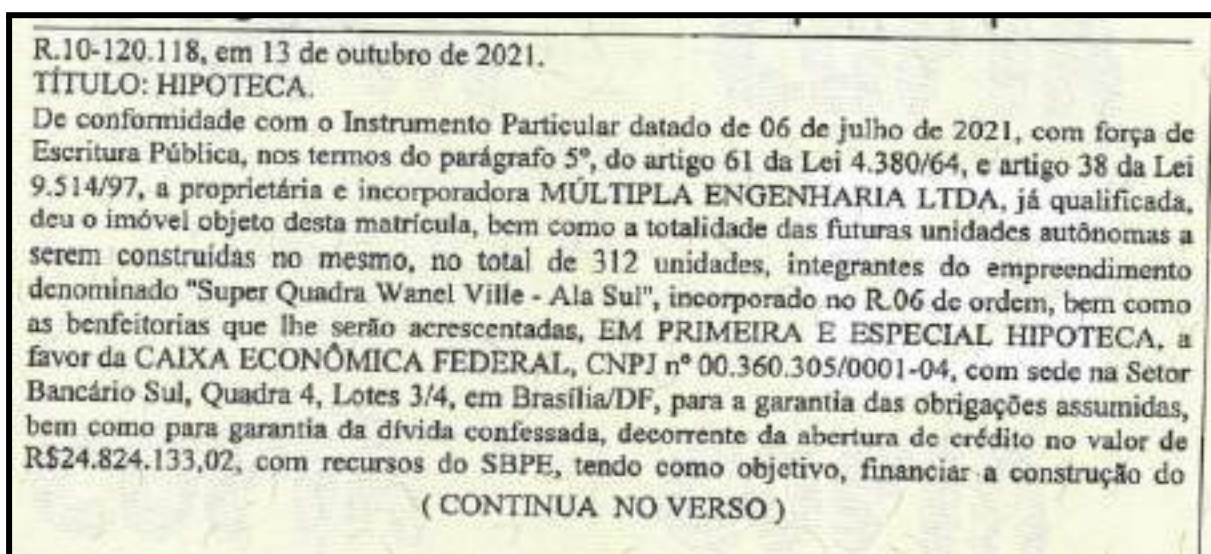 R.10-120.118, em 13 de outubro de 2021.
TÍTULO: HIPOTECA.
De conformidade com o Instrumento Particular datado de 06 de julho de 2021, com força de
Escritura Pública, nos termos do parágrafo 5º, do artigo 61 da Lei 4.380/64, e artigo 38 da Lei
9.514/97, a proprietária e incorporadora MÚLTIPLA ENGENHARIA LTDA, já qualificada,
deu o imóvel objeto desta matrícula, bem como a totalidade das futuras unidades autônomas a
serem construídas no mesmo, no total de 312 unidades, integrantes do empreendimento
denominado "Super Quadra Wanel Ville - Ala Sul", incorporado no R.06 de ordem, bem como
as benfeitorias que lhe serão acrescentadas, EM PRIMEIRA E ESPECIAL HIPOTECA, a
favor da CAIXA ECONÔMICA FEDERAL, CNPJ nº 00.360.305/0001-04, com sede na Setor
Bancário Sul, Quadra 4, Lotes 3/4, em Brasília/DF, para a garantia das obrigações assumidas,
bem como para garantia da dívida confessada, decorrente da abertura de crédito no valor de
R$24.824.133,02, com recursos do SBPE, tendo como objetivo, financiar a construção do
( CONTINUA NO VERSO )